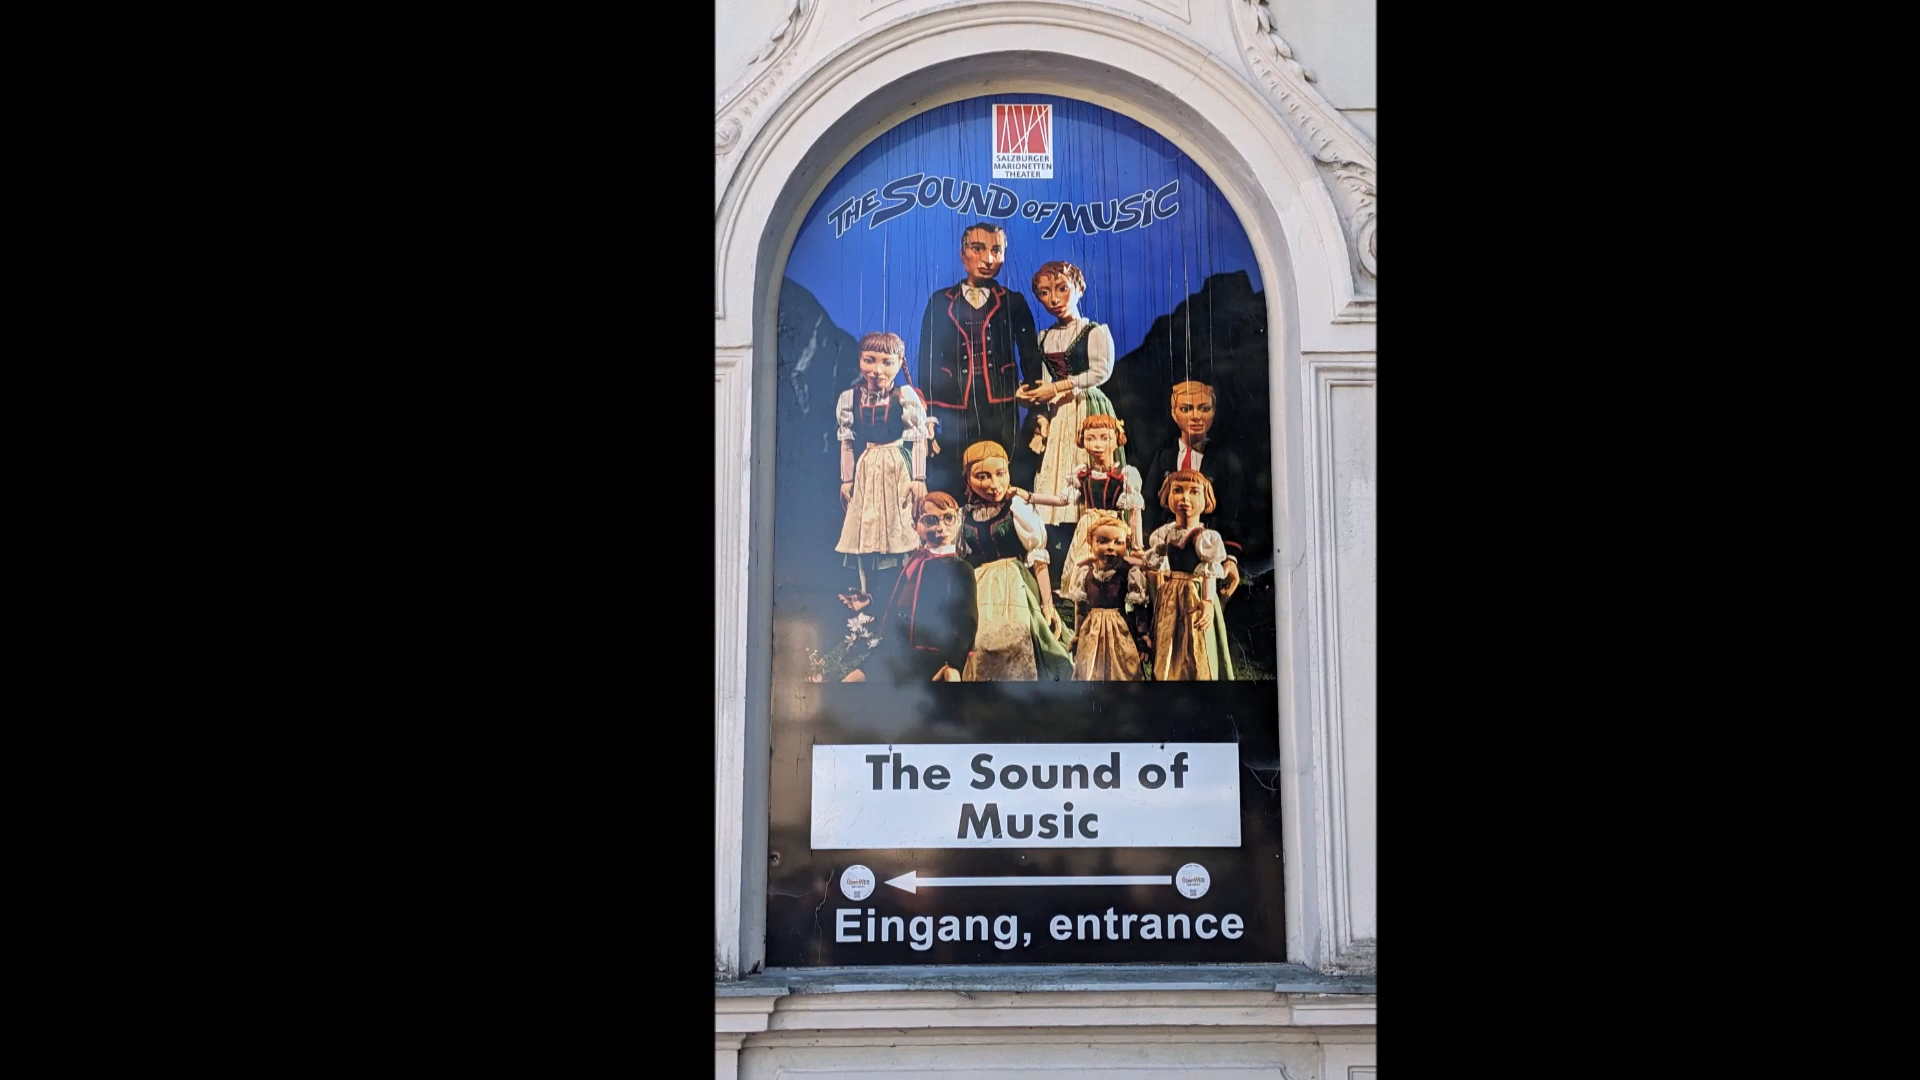 SALZBURGER
MARIONETTEN
THEATER
THE SOUND OF MUSiC
The Sound of
Music
Eingang, entrance